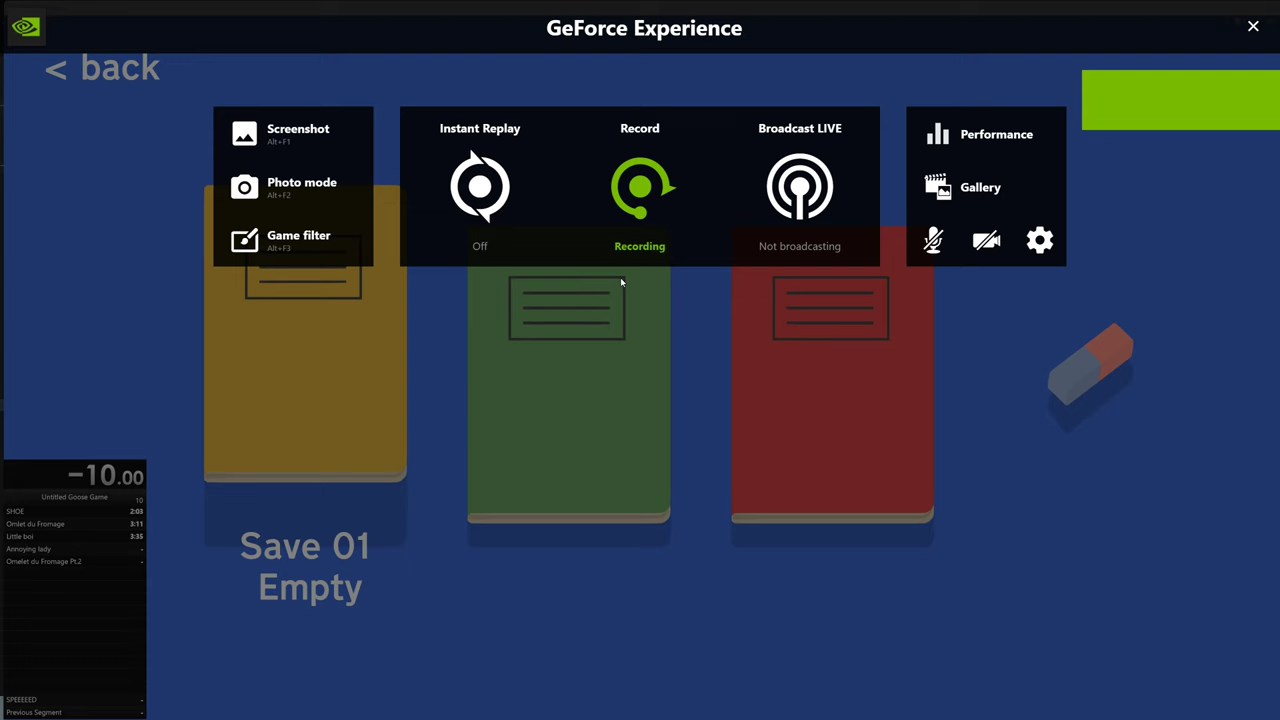 GeForce Experience
< back
Screenshot
Alt+F1
Photo mode
Alt+F2
Game filter
Alt+F3
Instant Replay
Off
Record
Recording
Broadcast LIVE
Not broadcasting
Performance
Gallery
Save 01
Empty
-10.00
Untitled Goose Game
10
SHOE 2:03
Omlet du Fromage 3:11
Little boi 3:35
Annoying lady -
Omelet du Fromage Pt.2 -
SPEEEEED -
Previous Segment -